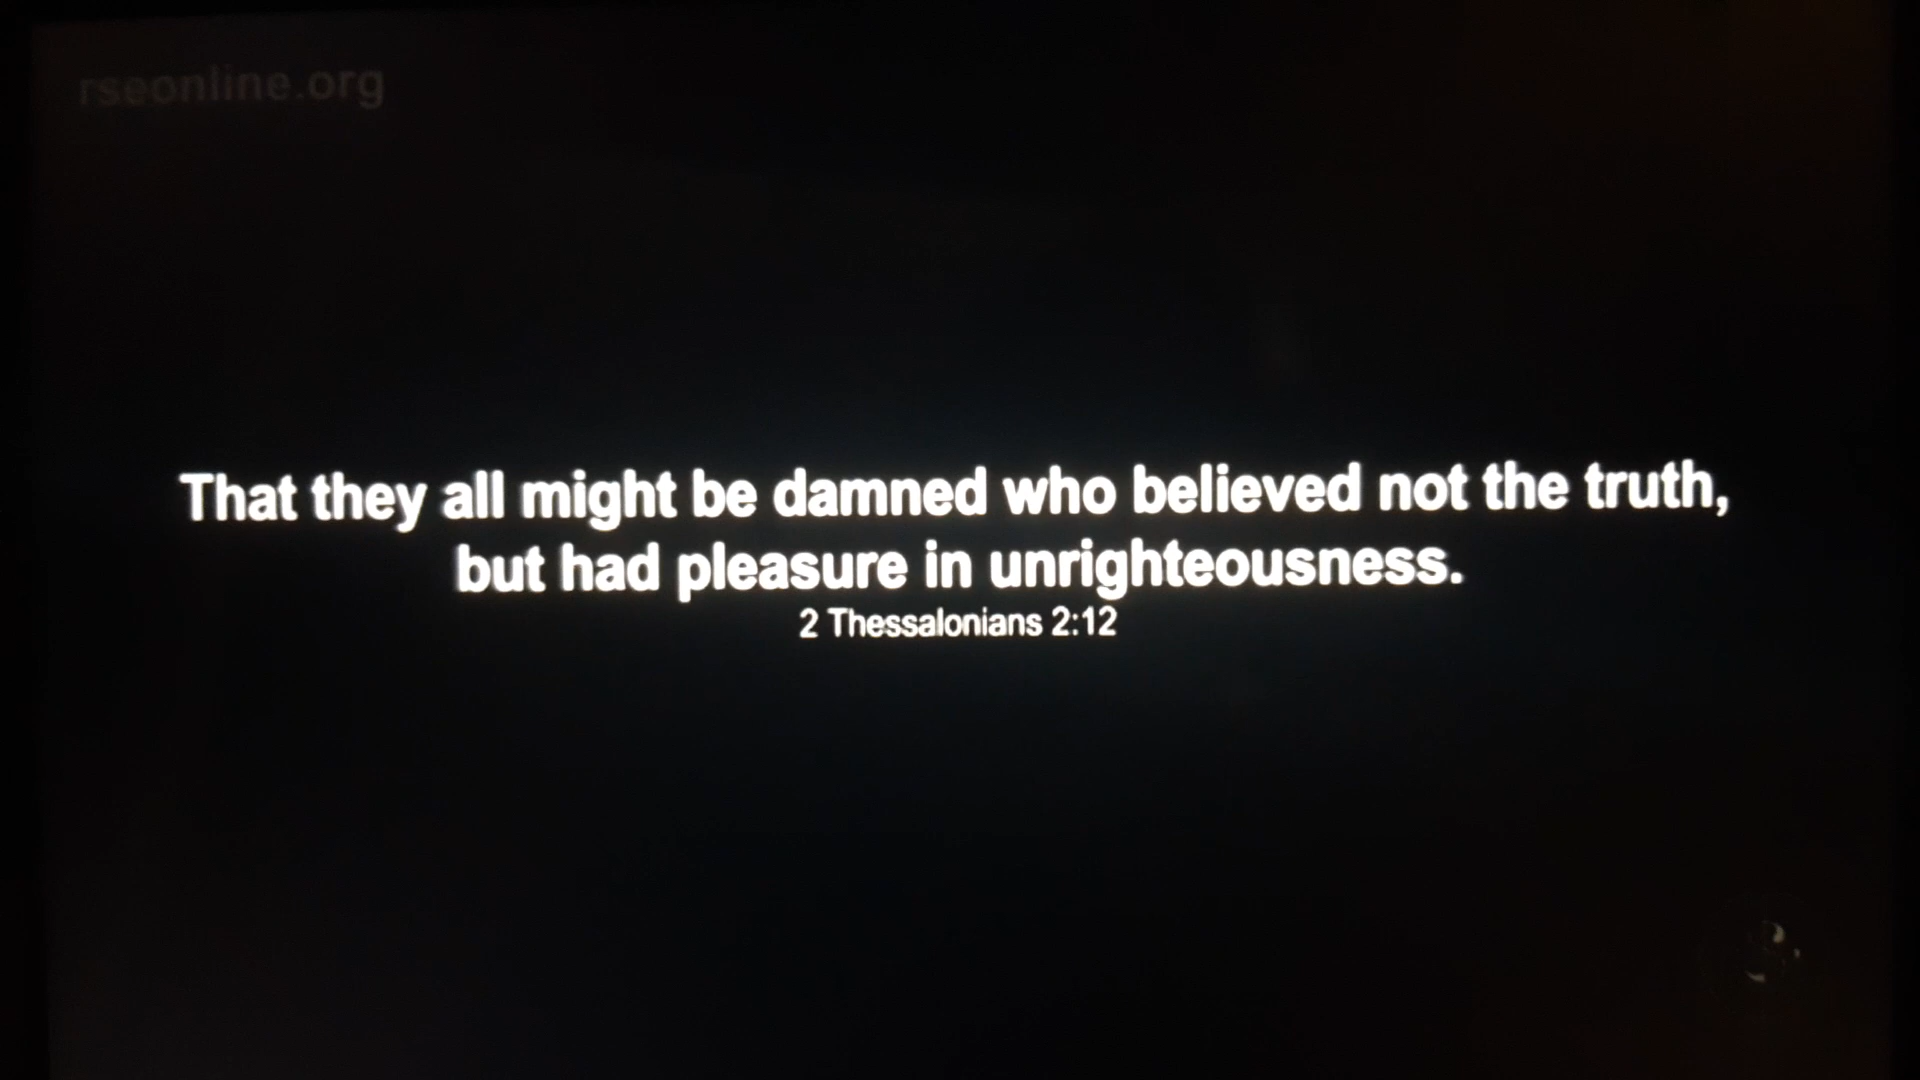 rseonline.org
That they all might be damned who believed not the truth,
but had pleasure in unrighteousness.
2 Thessalonians 2:12